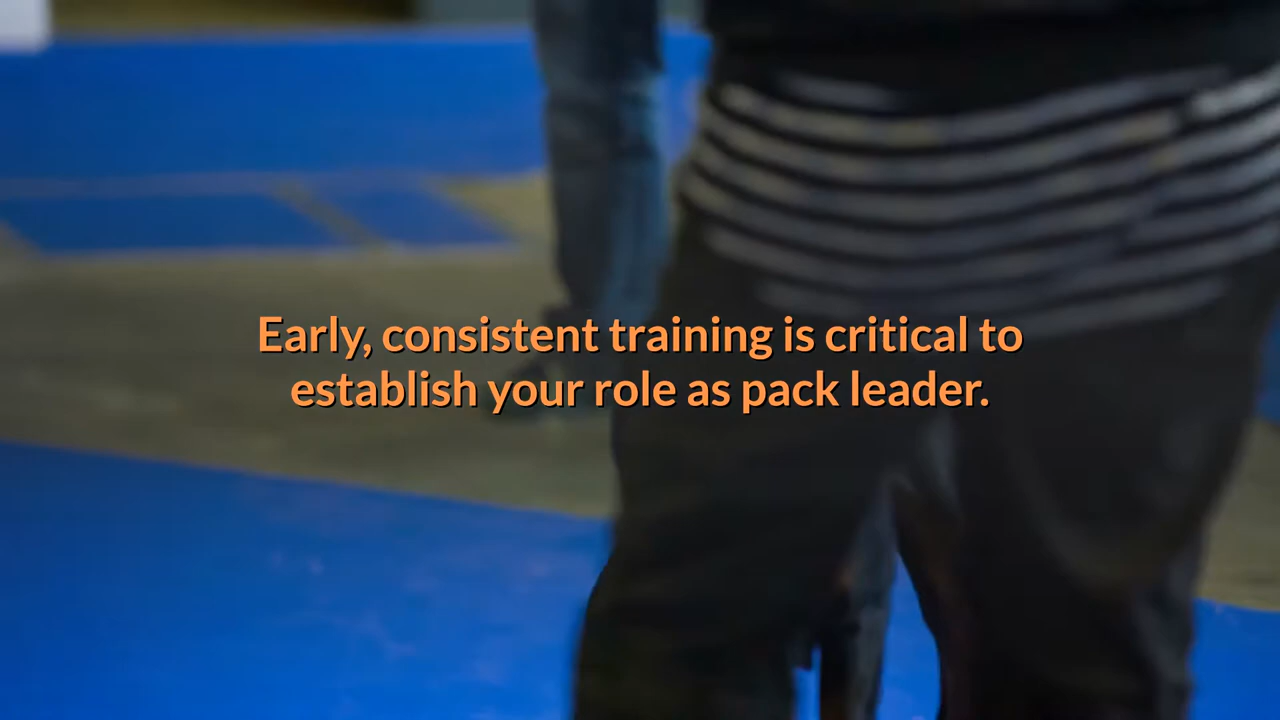 Early, consistent training is critical to
establish your role as pack leader.